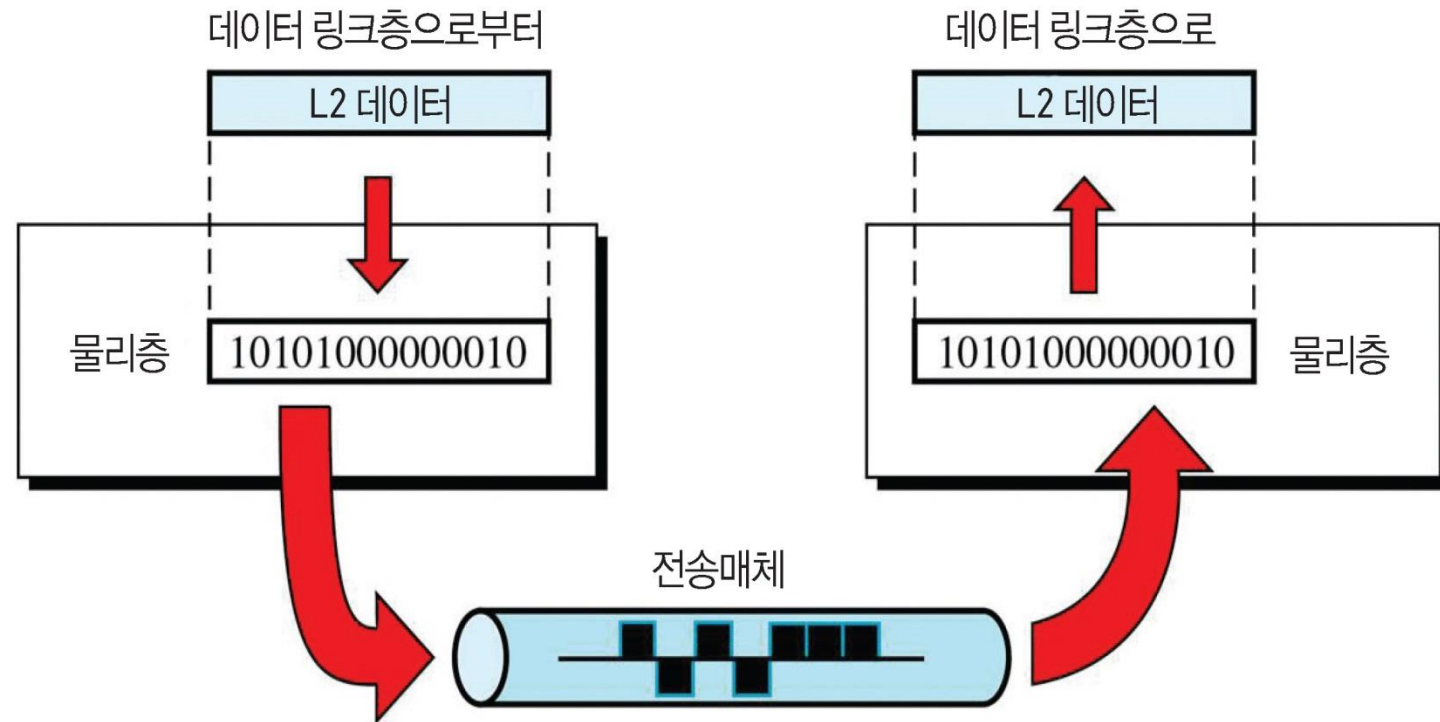 데이터 링크층으로부터
L2 데이터
물리층
10101000000010
데이터 링크층으로
L2 데이터
10101000000010
물리층
전송매체